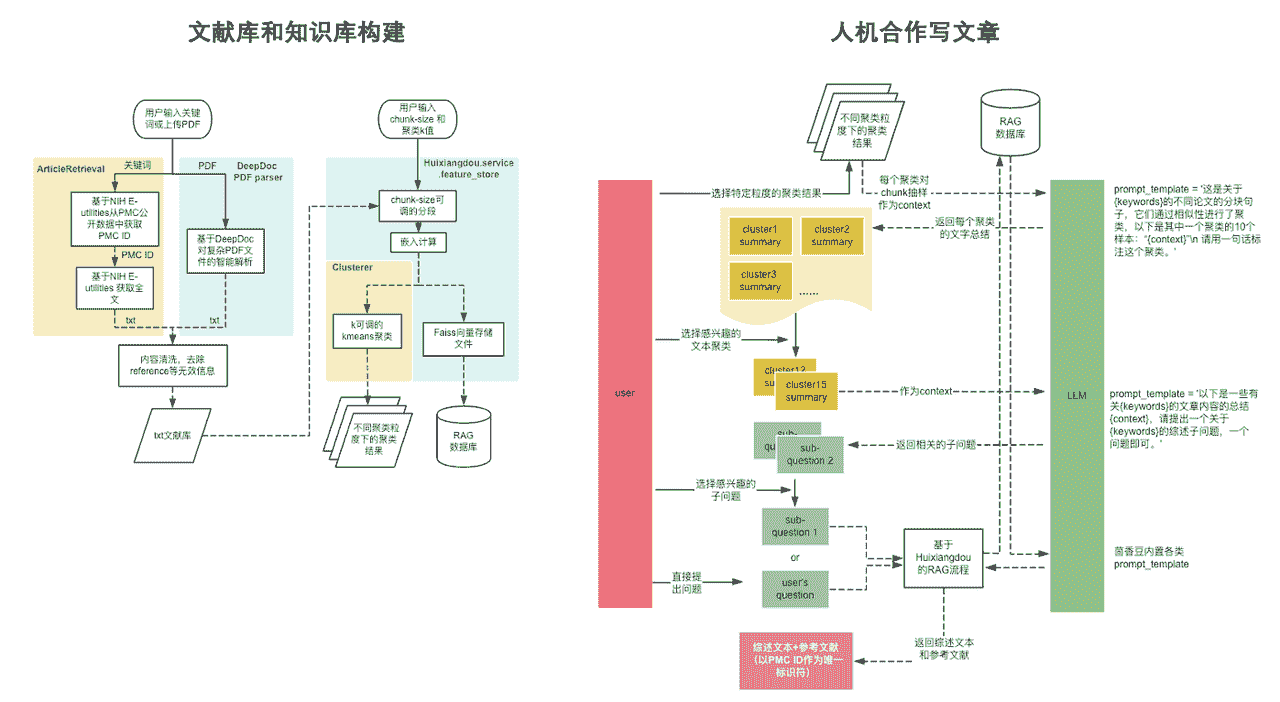 文献库和知识库构建
用户输入关键
词或上传PDF
ArticleRetrieval
关键词
PDF
DeepDoc
PDF parser
基于NIH E-
utilities从PMC公
开数据中获取
PMC ID
PMC ID
基于NIH E-
utilities 获取全
文
基于DeepDoc
对复杂PDF文
件的智能解析
txt
txt
内容清洗，去除
reference等无效信息
txt文献库
用户输入
chunk-size 和
聚类k值
Huixiangdou.service
.feature_store
chunk-size可
调的分段
嵌入计算
Clusterer
k可调的
kmeans聚类
Faiss向量存储
文件
不同聚类粒
度下的聚类
结果
RAG
数据库
人机合作写文章
不同聚类粒
度下的聚类
结果
RAG
数据库
user
LLM
选择特定粒度的聚类结果
每个聚类对
chunk抽样
作为context
prompt_template = '这是关于
{keywords}的不同论文的分块句
子，它们通过相似性进行了聚
类，以下是其中一个聚类的10个
样本：“{context}”\n 请用一句话标
注这个聚类。'
cluster1
summary
cluster2
summary
cluster3
summary
......
返回每个聚类
的文字总结
选择感兴趣的
文本聚类
cluster12
cluster15
summary
作为context
prompt_template = '以下是一些有
关{keywords}的文章内容的总结
{context}，请提出一个关于
{keywords}的综述子问题，一个
问题即可。'
sub-
sub-
question 2
返回相关的子问题
选择感兴趣的
子问题
sub-
question 1
or
直接提
出问题
user's
question
基于
Huixiangdou
的RAG流程
茴香豆内置各类
prompt_template
返回综述文本
和参考文献
综述文本+参考文献
（以PMC ID作为唯一
标识符）